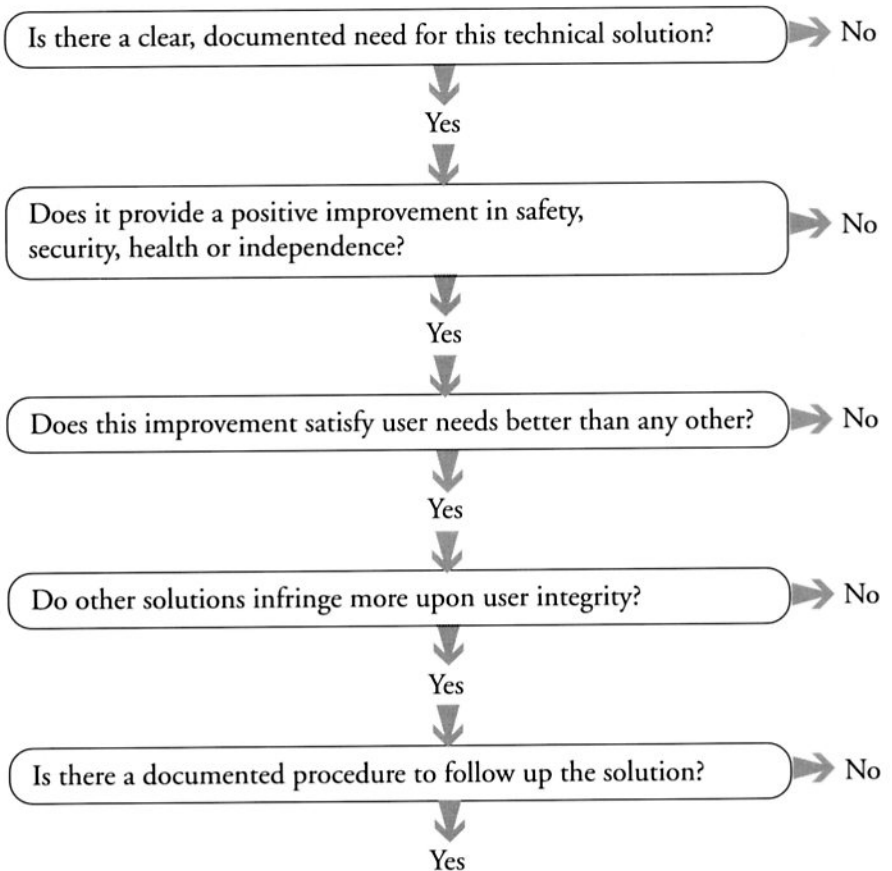 Is there a clear, documented need for this technical solution?
No
Yes
Does it provide a positive improvement in safety,
security, health or independence?
No
Yes
Does this improvement satisfy user needs better than any other?
No
Yes
Do other solutions infringe more upon user integrity?
No
Yes
Is there a documented procedure to follow up the solution?
No
Yes